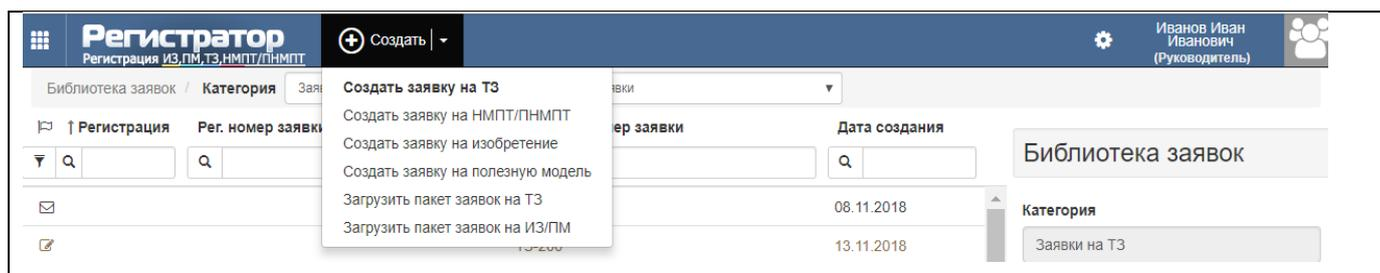 Регистратор
Регистрация ИЗ,ПМ,ТЗ,НМПТ/ПНМПТ
Создать
Иванов Иван
Иванович
(Руководитель)
Библиотека заявок / Категория
Создать заявку на ТЗ
Создать заявку на НМПТ/ПНМПТ
Создать заявку на изобретение
Создать заявку на полезную модель
Загрузить пакет заявок на ТЗ
Загрузить пакет заявок на ИЗ/ПМ
↑ Регистрация Рег. номер заявки Дата создания
08.11.2018
13.11.2018
Библиотека заявок
Категория
Заявки на ТЗ